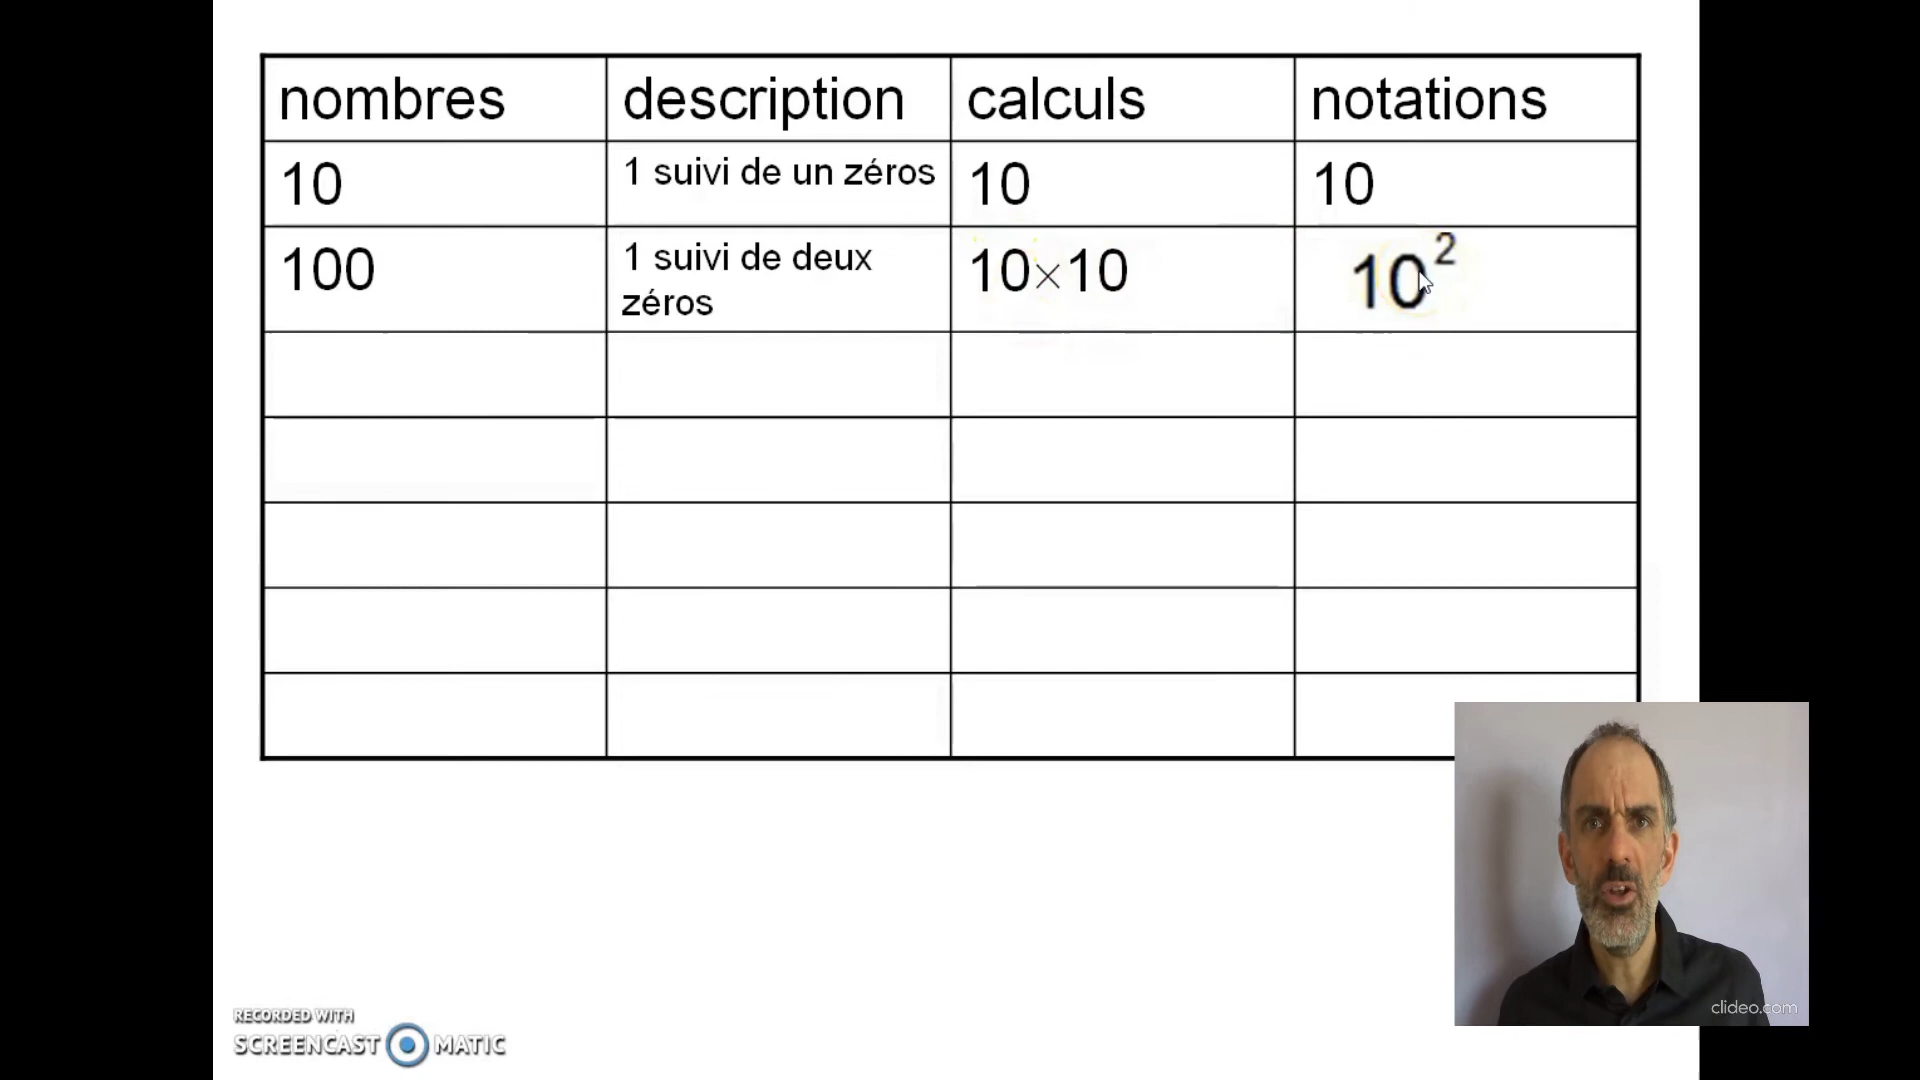 nombres description calculs notations
10 1 suivi de un zéros 10 10
100 1 suivi de deux zéros 10×10 10²
RECORDED WITH
SCREENCAST MATIC
clideo.com